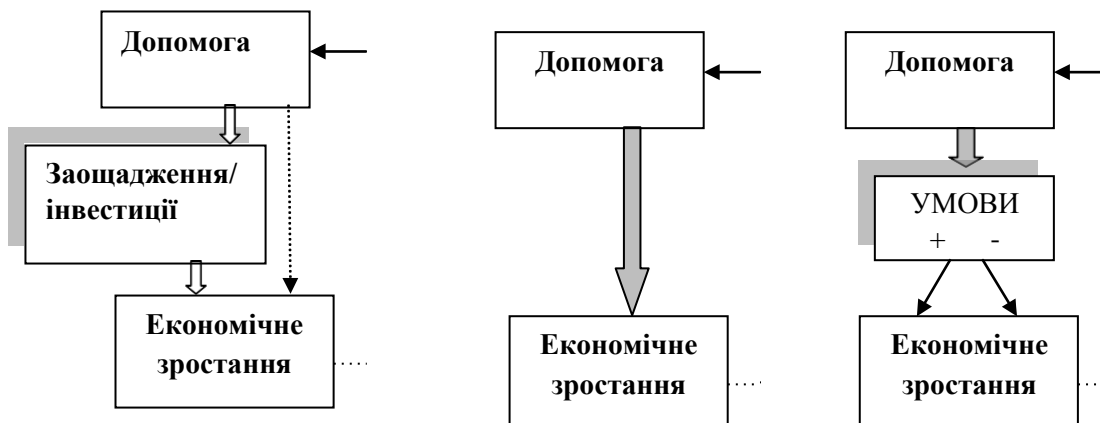 Допомога
Заощадження/
інвестиції
Економічне
зростання
Допомога
Економічне
зростання
Допомога
УМОВИ
+ -
Економічне
зростання